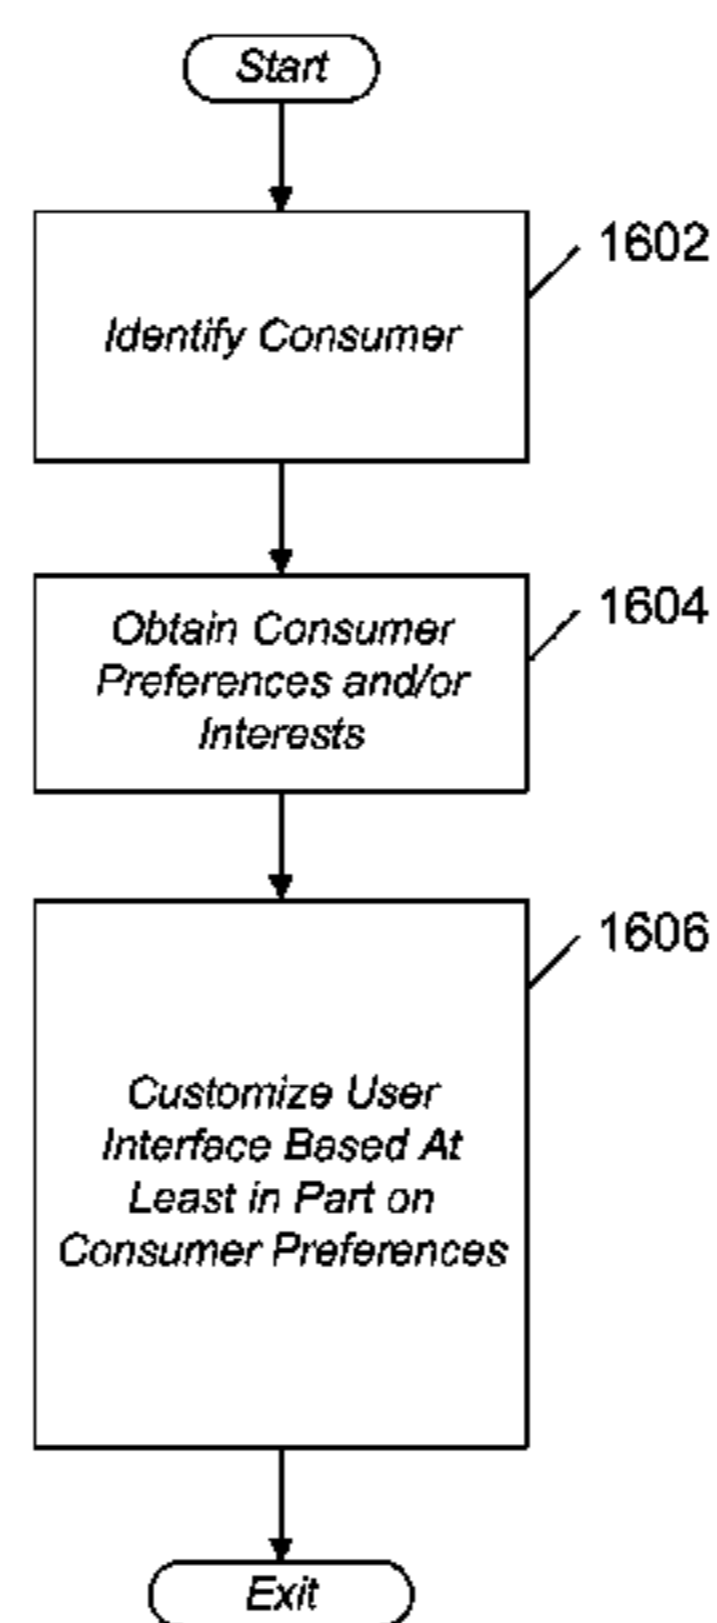 Start
1602
Identify Consumer
1604
Obtain Consumer
Preferences and/or
Interests
1606
Customize User
Interface Based At
Least in Part on
Consumer Preferences
Exit